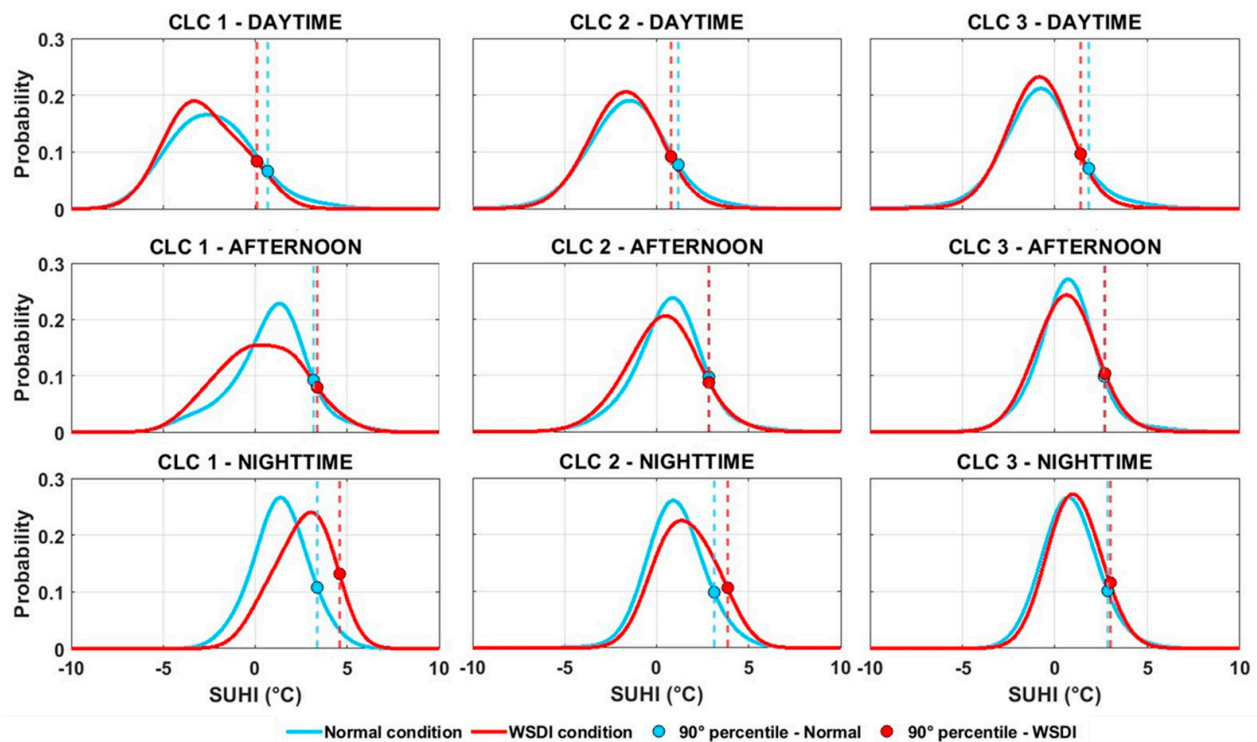 CLC 1 - DAYTIME CLC 2 - DAYTIME CLC 3 - DAYTIME
0.3
0.2
0.1
0
Probability
CLC 1 - AFTERNOON CLC 2 - AFTERNOON CLC 3 - AFTERNOON
0.3
0.2
0.1
0
Probability
CLC 1 - NIGHTTIME CLC 2 - NIGHTTIME CLC 3 - NIGHTTIME
0.3
0.2
0.1
0
Probability
-10 -5 0 5 10 -5 0 5 10 -10 -5 0 5 10
SUHI (°C) SUHI (°C) SUHI (°C)
Normal condition WSDI condition 90° percentile - Normal 90° percentile - WSDI